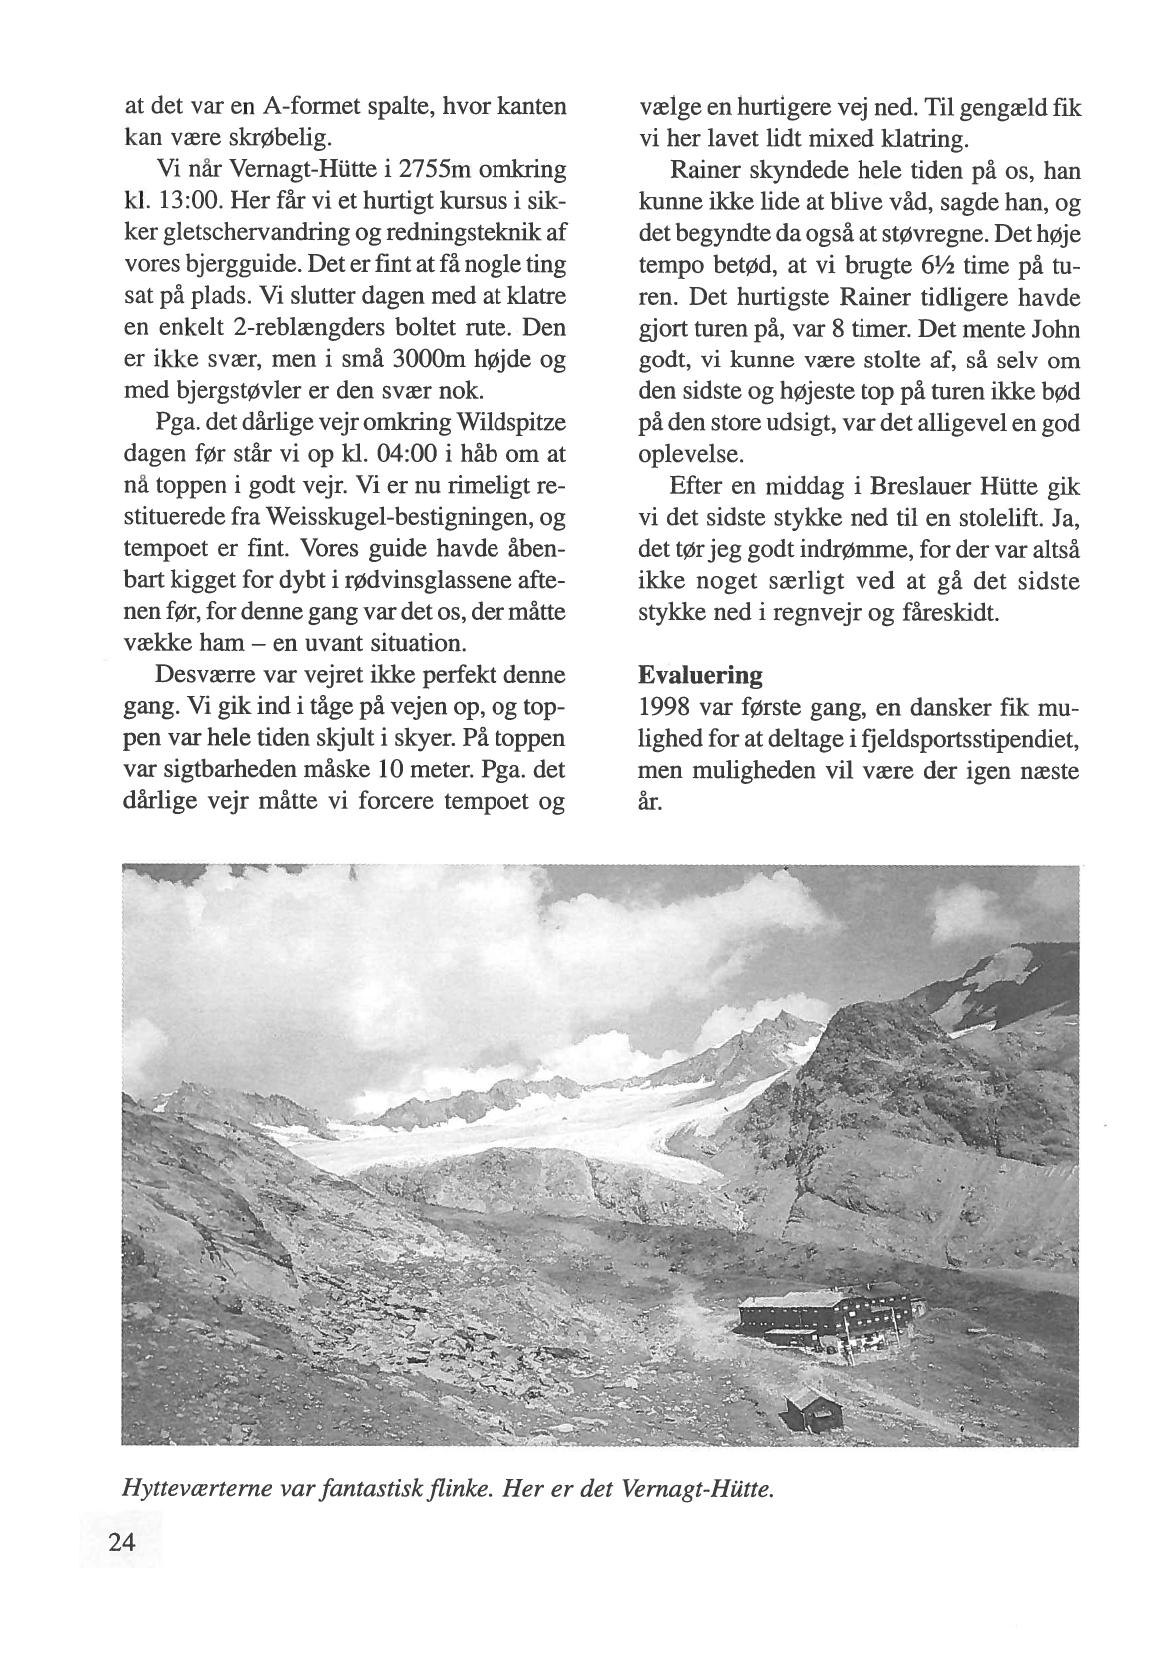 at det var en A-formet spalte, hvor kanten
kan være skrøbelig.
Vi når Vernagt-Hütte i 2755m omkring
kl. 13:00. Her får vi et hurtigt kursus i sik-
ker gletschervandring og redningsteknik af
vores bjergguide. Det er fint at få nogle ting
sat på plads. Vi slutter dagen med at klatre
en enkelt 2-reblængders boltet rute. Den
er ikke svær, men i små 3000m højde og
med bjergstøvler er den svær nok.
Pga. det dårlige vejr omkring Wildspitze
dagen før står vi op kl. 04:00 i håb om at
nå toppen i godt vejr. Vi er nu rimeligt re-
stituerede fra Weisskugel-bestigningen, og
tempoet er fint. Vores guide havde åben-
bart kigget for dybt i rødvinsglassene afte-
nen før, for denne gang var det os, der måtte
vække ham – en uvant situation.
Desværre var vejret ikke perfekt denne
gang. Vi gik ind i tåge på vejen op, og top-
pen var hele tiden skjult i skyer. På toppen
var sigtbarheden måske 10 meter. Pga. det
dårlige vejr måtte vi forcere tempoet og
vælge en hurtigere vej ned. Til gengæld fik
vi her lavet lidt mixed klatring.
Rainer skyndede hele tiden på os, han
kunne ikke lide at blive våd, sagde han, og
det begyndte da også at støvregne. Det høje
tempo betød, at vi brugte 6½ time på tu-
ren. Det hurtigste Rainer tidligere havde
gjort turen på, var 8 timer. Det mente John
godt, vi kunne være stolte af, så selv om
den sidste og højeste top på turen ikke bød
på den store udsigt, var det alligevel en god
oplevelse.
Efter en middag i Breslauer Hütte gik
vi det sidste stykke ned til en stolelift. Ja,
det tør jeg godt indrømme, for der var altså
ikke noget særligt ved at gå det sidste
stykke ned i regnvejr og fåreskidt.
Evaluering
1998 var første gang, en dansker fik mu-
lighed for at deltage i fjeldsportsstipendiet,
men muligheden vil være der igen næste
år.
Hytteværterne var fantastisk flinke. Her er det Vernagt-Hütte.
24